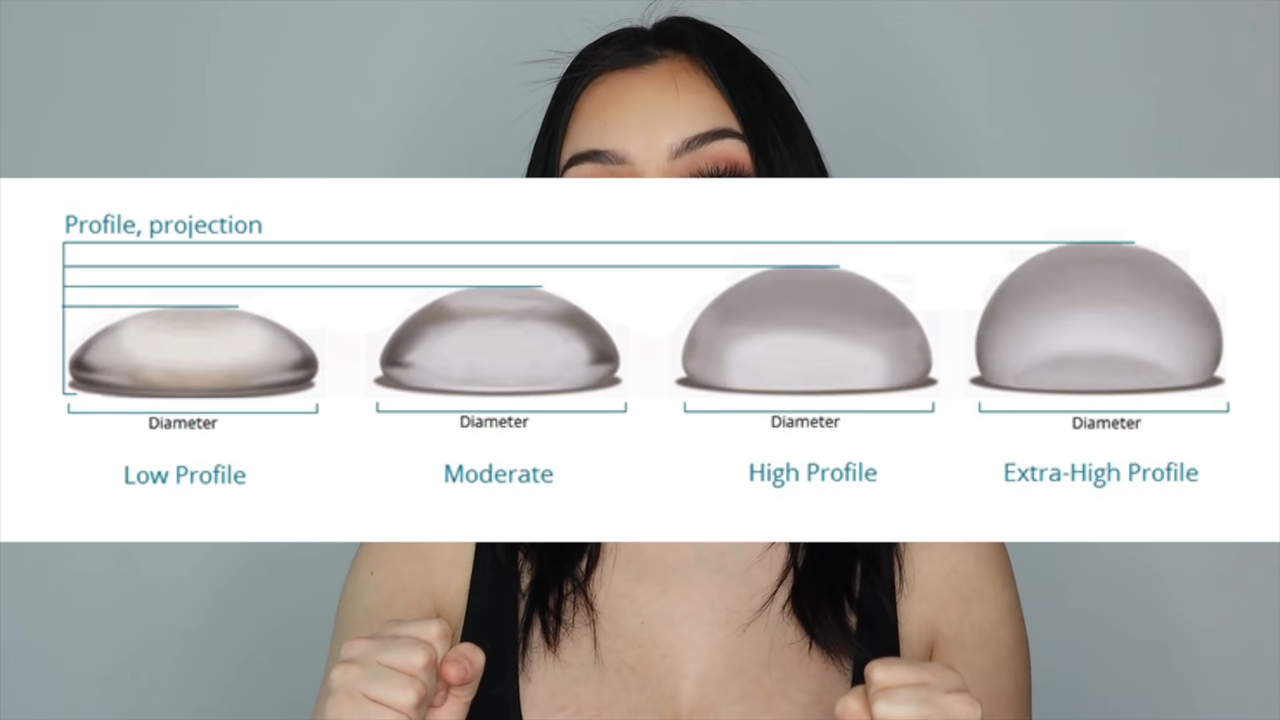 Profile, projection
Diameter
Diameter
Diameter
Diameter
Low Profile
Moderate
High Profile
Extra-High Profile